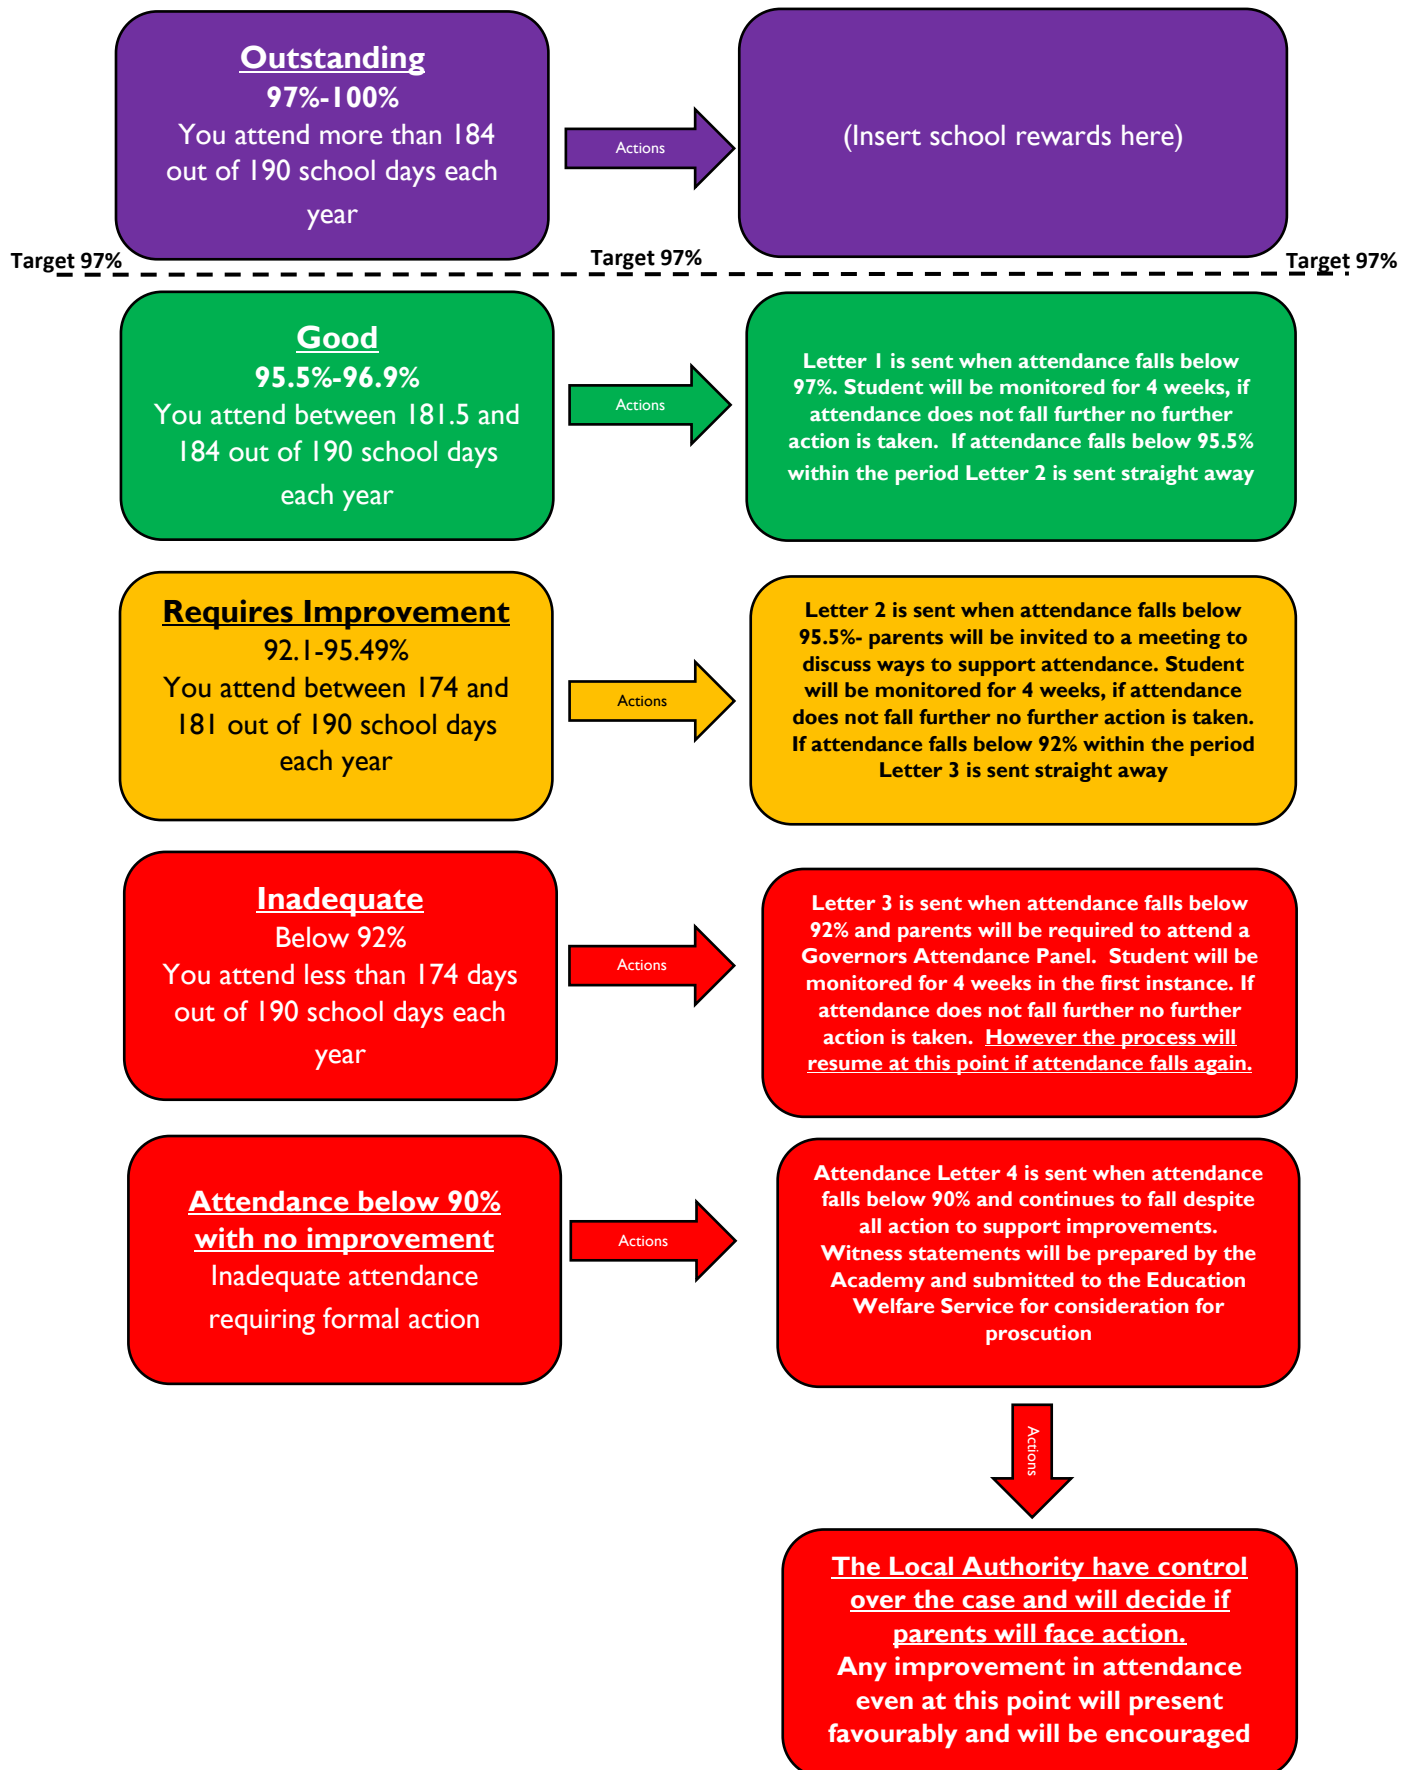 Outstanding
97%-100%
You attend more than 184
out of 190 school days each
year
Actions
(Insert school rewards here)
Target 97%
Target 97%
Target 97%
Good
95.5%-96.9%
You attend between 181.5 and
184 out of 190 school days
each year
Actions
Letter 1 is sent when attendance falls below
97%. Student will be monitored for 4 weeks, if
attendance does not fall further no further
action is taken.  If attendance falls below 95.5%
within the period Letter 2 is sent straight away
Requires Improvement
92.1-95.49%
You attend between 174 and
181 out of 190 school days
each year
Actions
Letter 2 is sent when attendance falls below
95.5%- parents will be invited to a meeting to
discuss ways to support attendance. Student
will be monitored for 4 weeks, if attendance
does not fall further no further action is taken.
If attendance falls below 92% within the period
Letter 3 is sent straight away
Inadequate
Below 92%
You attend less than 174 days
out of 190 school days each
year
Actions
Letter 3 is sent when attendance falls below
92% and parents will be required to attend a
Governors Attendance Panel.  Student will be
monitored for 4 weeks in the first instance. If
attendance does not fall further no further
action is taken.  However the process will
resume at this point if attendance falls again.
Attendance below 90%
with no improvement
Inadequate attendance
requiring formal action
Actions
Attendance Letter 4 is sent when attendance
falls below 90% and continues to fall despite
all action to support improvements.
Witness statements will be prepared by the
Academy and submitted to the Education
Welfare Service for consideration for
proscution
Actions
The Local Authority have control
over the case and will decide if
parents will face action.
Any improvement in attendance
even at this point will present
favourably and will be encouraged